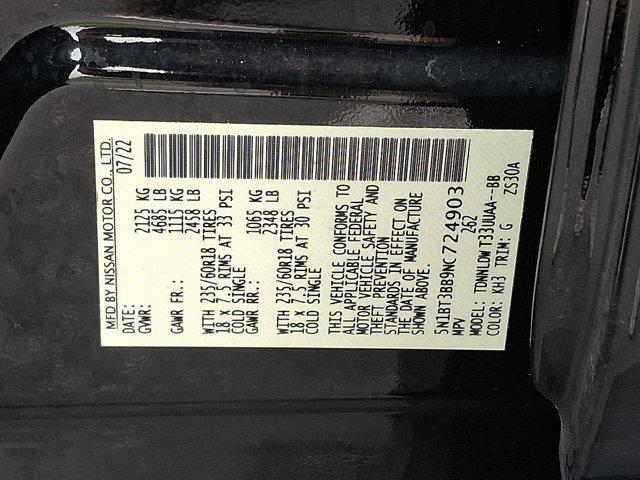 MFD BY NISSAN MOTOR CO., LTD.
DATE: 07/22
GVWR: 2125 KG
4685 LB
GAWR FR.: 1115 KG
2458 LB
WITH 235/60R18 TIRES
18 X 7.5 RIMS AT 33 PSI
COLD SINGLE
GAWR RR.: 1065 KG
2348 LB
WITH 235/60R18 TIRES
18 X 7.5 RIMS AT 30 PSI
COLD SINGLE
THIS VEHICLE CONFORMS TO
ALL APPLICABLE FEDERAL
MOTOR VEHICLE SAFETY AND
THEFT PREVENTION
STANDARDS IN EFFECT ON
THE DATE OF MANUFACTURE
SHOWN ABOVE.
5N1BT3BB9NC724903
MPV 262
MODEL: TDNNLDWT33UUAA--BB
COLOR: KH3 TRIM: G
ZS30A